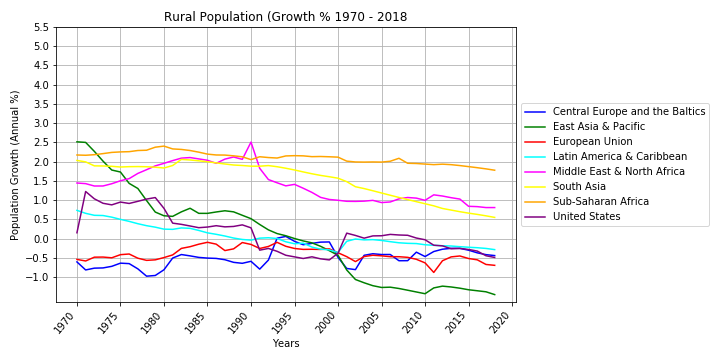 Rural Population (Growth % 1970 - 2018
Population Growth (Annual %)
5.5
5.0
4.5
4.0
3.5
3.0
2.5
2.0
1.5
1.0
0.5
0.0
−0.5
−1.0
1970
1975
1980
1985
1990
1995
2000
2005
2010
2015
2020
Years
Central Europe and the Baltics
East Asia & Pacific
European Union
Latin America & Caribbean
Middle East & North Africa
South Asia
Sub-Saharan Africa
United States